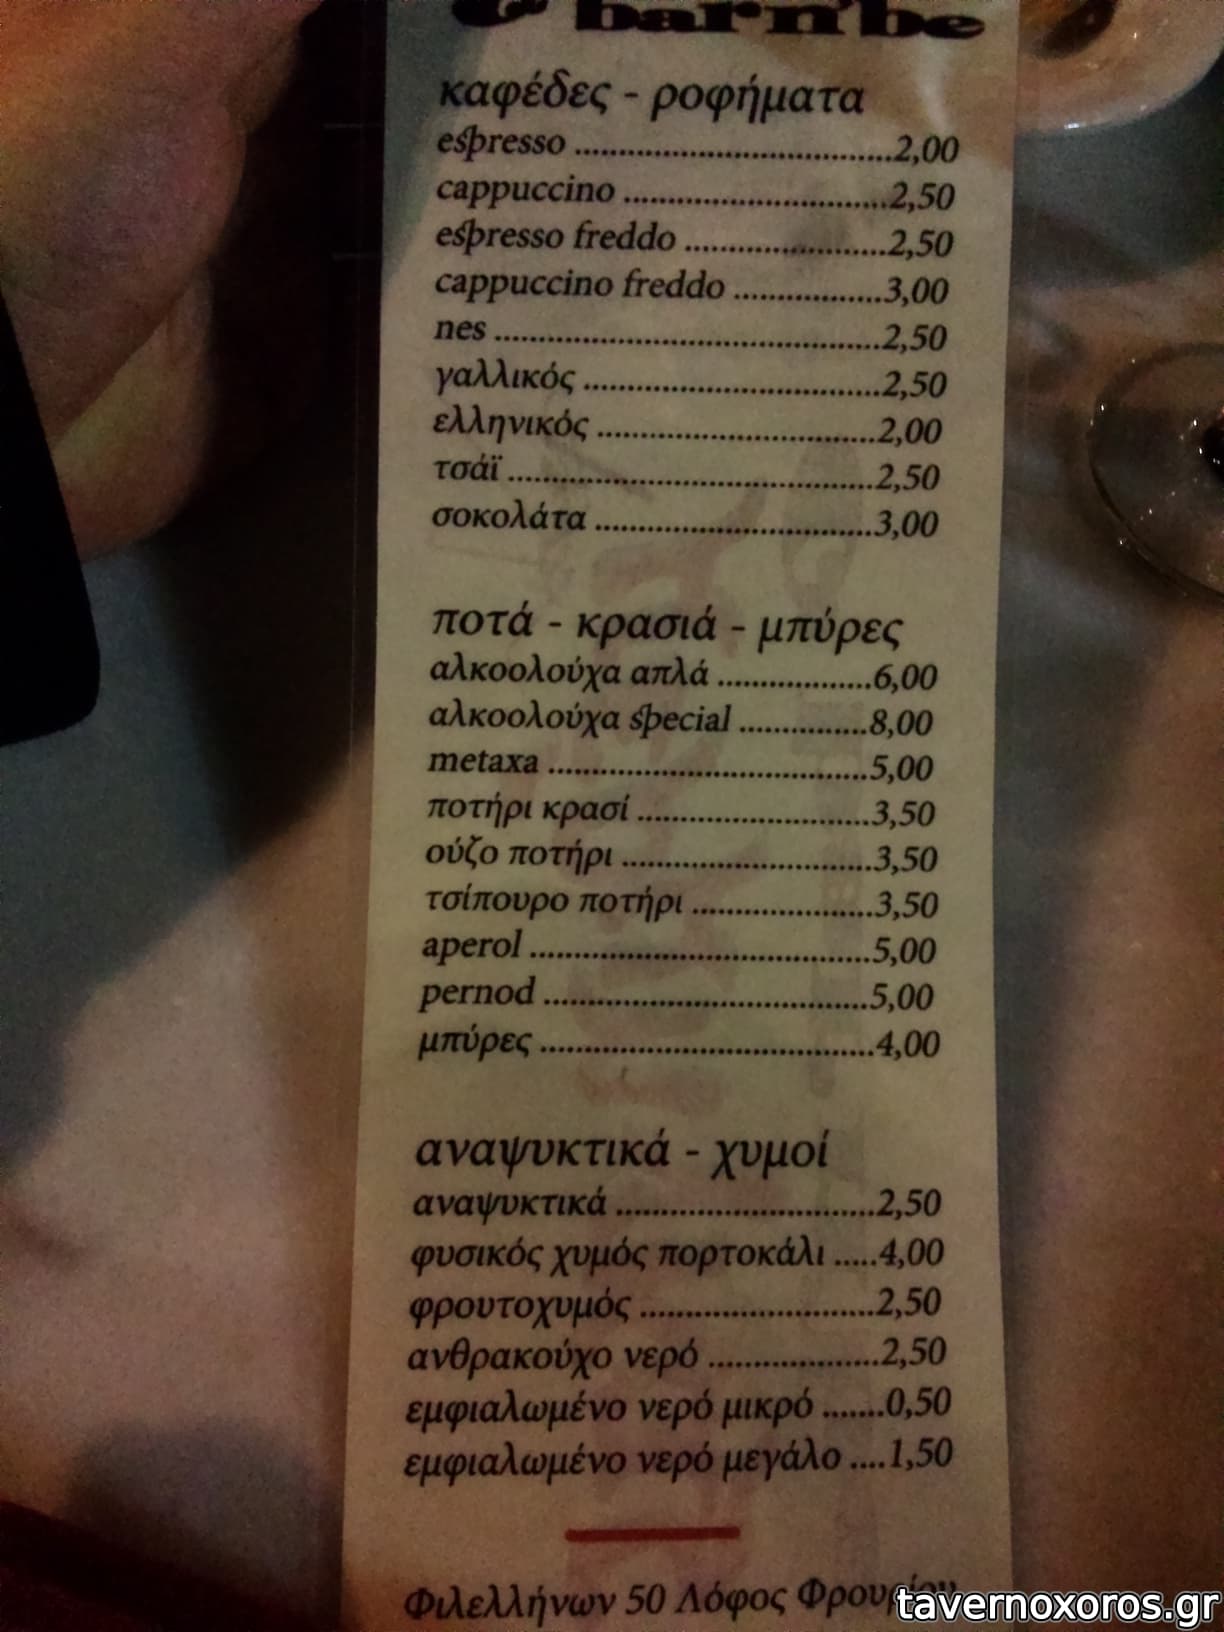 bar'n'be
καφέδες - ροφήματα
espresso ....................................2,00
cappuccino ..............................2,50
espresso freddo .......................2,50
cappuccino freddo .................3,00
nes ............................................2,50
γαλλικός ..................................2,50
ελληνικός ................................2,00
τσάϊ ..........................................2,50
σοκολάτα ................................3,00
ποτά - κρασιά - μπύρες
αλκοολούχα απλά ..................6,00
αλκοολούχα special ...............8,00
metaxa ....................................5,00
ποτήρι κρασί ..........................3,50
ούζο ποτήρι ............................3,50
τσίπουρο ποτήρι ....................3,50
aperol ......................................5,00
pernod ....................................5,00
μπύρες .....................................4,00
αναψυκτικά - χυμοί
αναψυκτικά .............................2,50
φυσικός χυμός πορτοκάλι .....4,00
φρουτοχυμός ..........................2,50
ανθρακούχο νερό ...................2,50
εμφιαλωμένο νερό μικρό .......0,50
εμφιαλωμένο νερό μεγάλο ....1,50
Φιλελλήνων 50 Λόφος Φρουρίου
tavernoxoros.gr